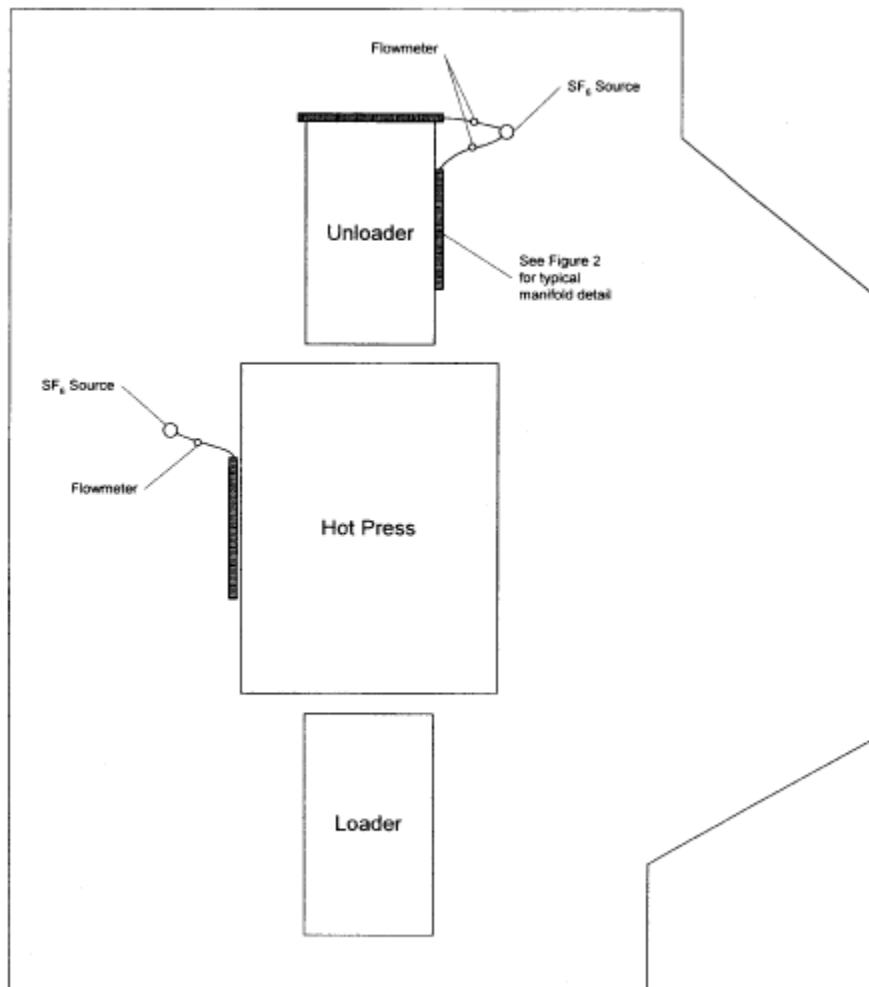 Flowmeter
SF₆ Source
Unloader
See Figure 2
for typical
manifold detail
SF₆ Source
Flowmeter
Hot Press
Loader